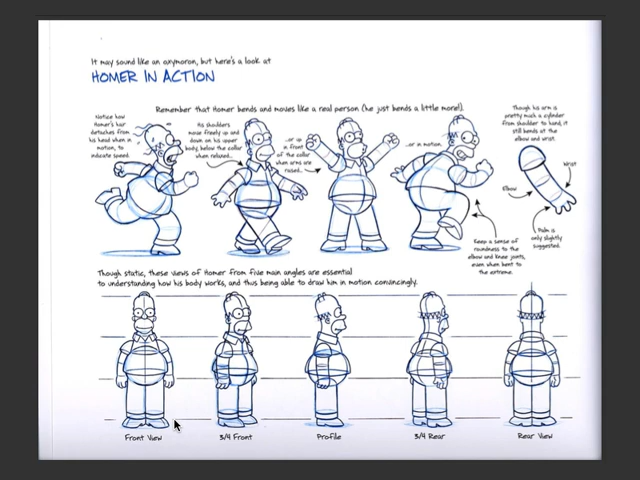 It may sound like an oxymoron, but here's a look at
HOMER IN ACTION
Remember that Homer bends and moves like a real person (he just bends a little more!).
Notice how
Homer's hair
detaches from
his head when in
motion, to
indicate speed.
His shoulders
move freely up and
down on his upper
body, below the collar
when relaxed...
...or up
in front
of the collar
when arms are
raised...
...or in motion.
Though his arm is
pretty much a cylinder
from shoulder to hand, it
still bends at the
elbow and wrist.
Wrist
Elbow
Palm is
only slightly
suggested.
Keep a sense of
roundness to the
elbow and knee joints,
even when bent to
the extreme.
Though static, these views of Homer from five main angles are essential
to understanding how his body works, and thus being able to draw him in motion convincingly.
Front View
3/4 Front
Profile
3/4 Rear
Rear View